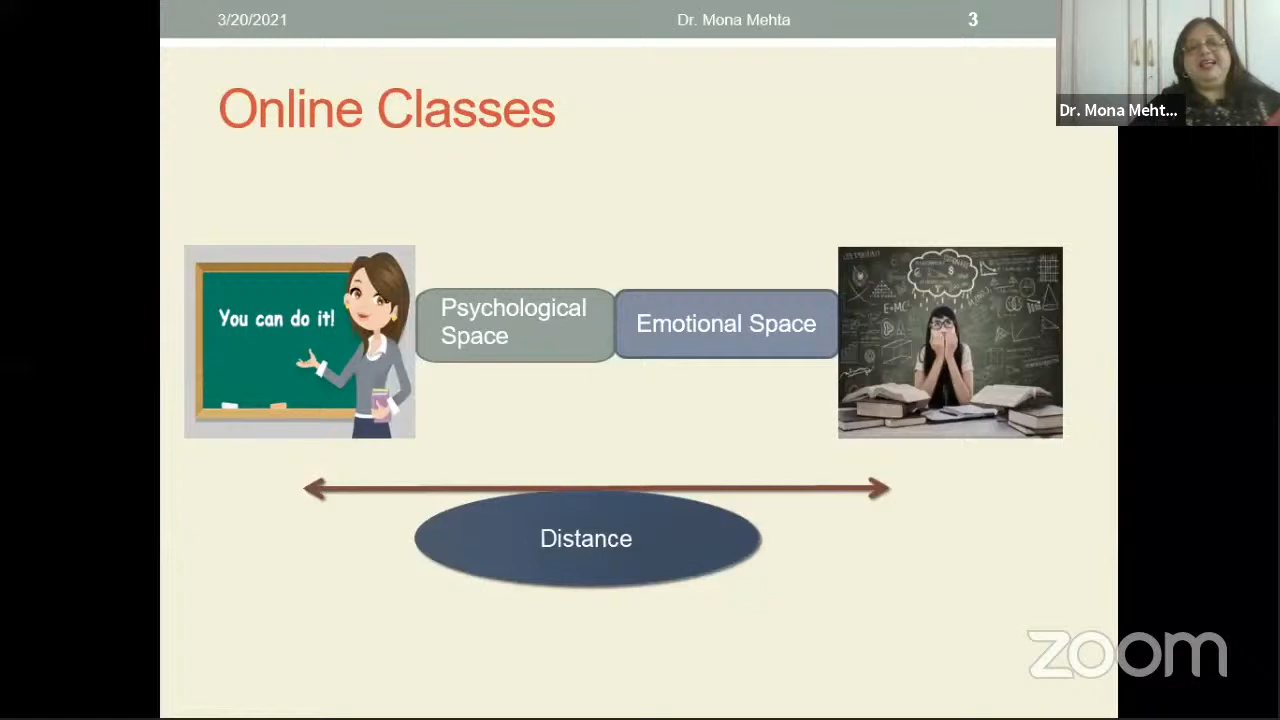 3/20/2021
Dr. Mona Mehta
3
Dr. Mona Meht...
Online Classes
You can do it!
Psychological
Space
Emotional Space
E=MC²
Distance
zoom